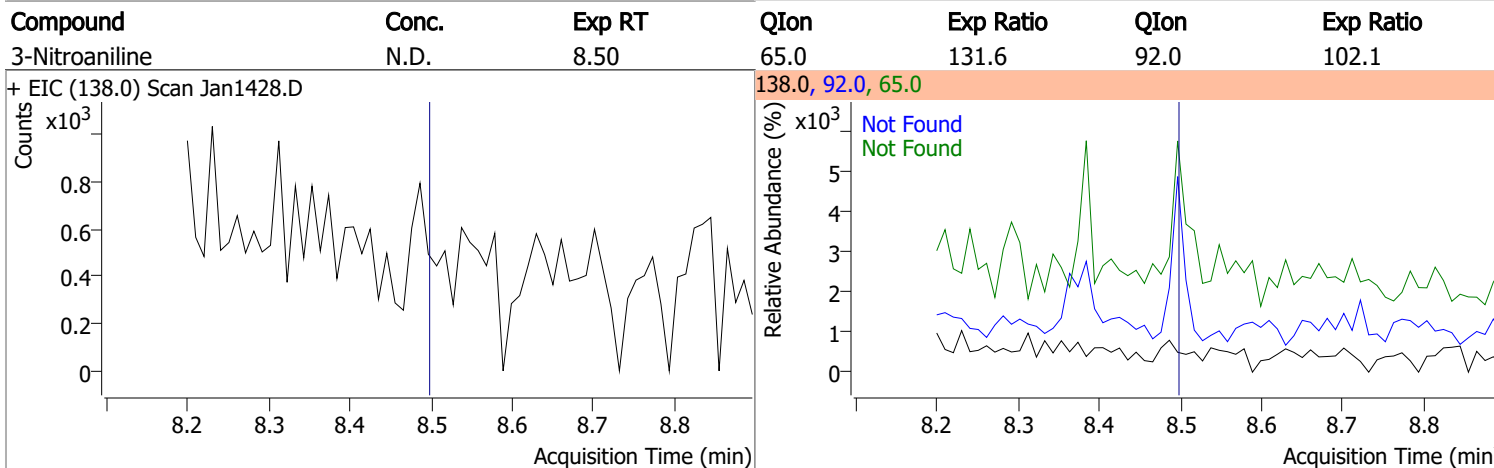 Compound Conc. Exp RT QIon Exp Ratio QIon Exp Ratio
3-Nitroaniline N.D. 8.50 65.0 131.6 92.0 102.1
+ EIC (138.0) Scan Jan1428.D
Counts
x10³
0.8
0.6
0.4
0.2
0
8.2 8.3 8.4 8.5 8.6 8.7 8.8
Acquisition Time (min)
138.0, 92.0, 65.0
Relative Abundance (%)
x10³
Not Found
Not Found
5
4
3
2
1
0
8.2 8.3 8.4 8.5 8.6 8.7 8.8
Acquisition Time (min